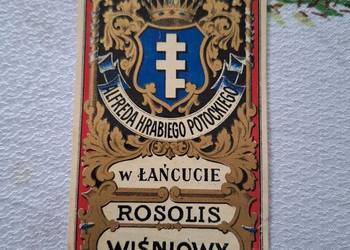 ALFREDA HRABIEGO POTOCKIEGO
W ŁAŃCUCIE
ROSOLIS
WIŚNIOWY